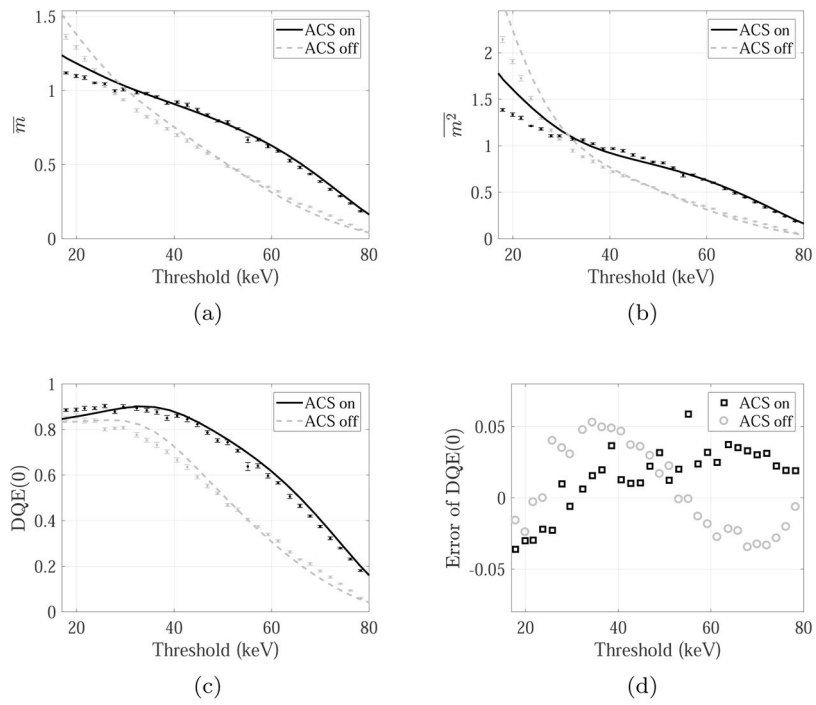 1.5
1
0.5
0
m̅
20 40 60 80
Threshold (keV)
ACS on
ACS off
(a)
2
1.5
1
0.5
0
m̅²
20 40 60 80
Threshold (keV)
ACS on
ACS off
(b)
1
0.8
0.6
0.4
0.2
0
DQE(0)
20 40 60 80
Threshold (keV)
ACS on
ACS off
(c)
0.05
0
-0.05
Error of DQE(0)
20 40 60 80
Threshold (keV)
ACS on
ACS off
(d)